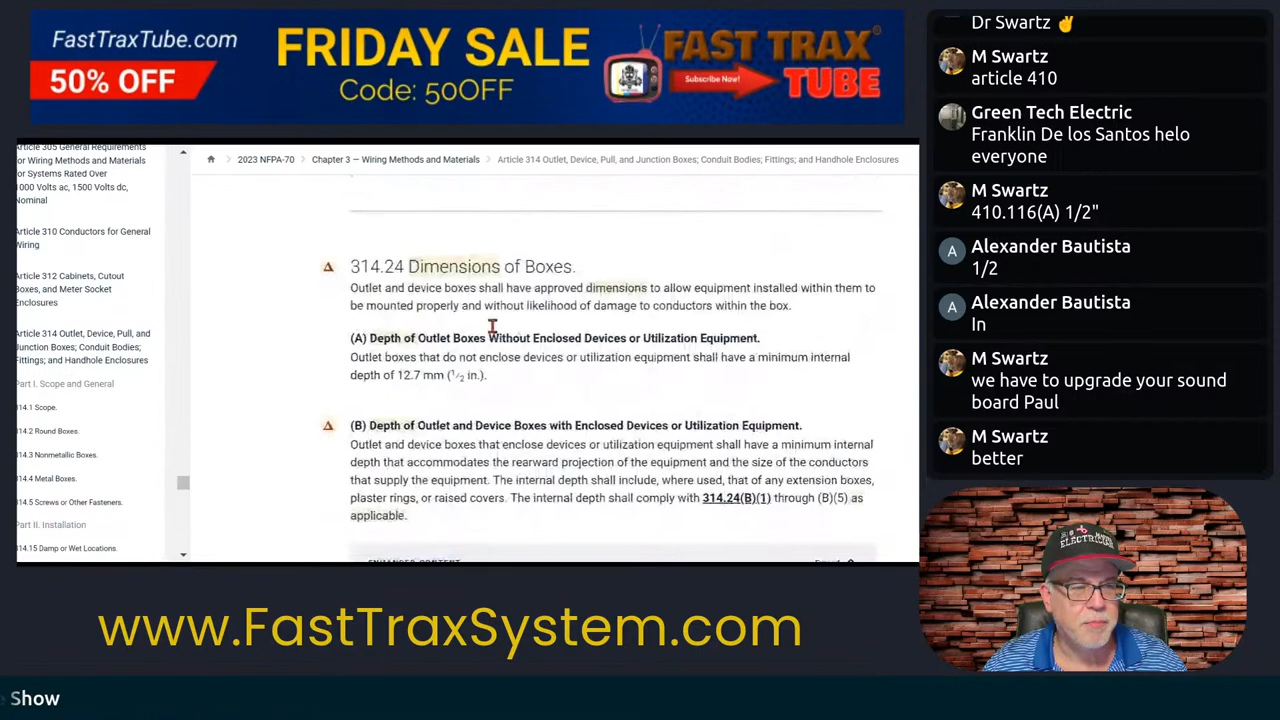 FastTraxTube.com
50% OFF
FRIDAY SALE
Code: 50OFF
FAST TRAX
TUBE
Subscribe Now!
2023 NFPA-70
Chapter 3 — Wiring Methods and Materials
Article 314 Outlet, Device, Pull, and Junction Boxes; Conduit Bodies; Fittings; and Handhole Enclosures
Article 305 General Requirements
for Wiring Methods and Materials
for Systems Rated Over
1000 Volts ac, 1500 Volts dc,
Nominal
Article 310 Conductors for General
Wiring
Article 312 Cabinets, Cutout
Boxes, and Meter Socket
Enclosures
Article 314 Outlet, Device, Pull, and
Junction Boxes; Conduit Bodies;
Fittings; and Handhole Enclosures
Part I. Scope and General
314.1 Scope.
314.2 Round Boxes.
314.3 Nonmetallic Boxes.
314.4 Metal Boxes.
314.5 Screws or Other Fasteners.
Part II. Installation
314.15 Damp or Wet Locations.
Δ 314.24 Dimensions of Boxes.
Outlet and device boxes shall have approved dimensions to allow equipment installed within them to
be mounted properly and without likelihood of damage to conductors within the box.
(A) Depth of Outlet Boxes Without Enclosed Devices or Utilization Equipment.
Outlet boxes that do not enclose devices or utilization equipment shall have a minimum internal
depth of 12.7 mm (1/2 in.).
Δ (B) Depth of Outlet and Device Boxes with Enclosed Devices or Utilization Equipment.
Outlet and device boxes that enclose devices or utilization equipment shall have a minimum internal
depth that accommodates the rearward projection of the equipment and the size of the conductors
that supply the equipment. The internal depth shall include, where used, that of any extension boxes,
plaster rings, or raised covers. The internal depth shall comply with 314.24(B)(1) through (B)(5) as
applicable.
Dr Swartz ✌
M Swartz
article 410
Green Tech Electric
Franklin De los Santos helo
everyone
M Swartz
410.116(A) 1/2"
A
Alexander Bautista
1/2
A
Alexander Bautista
In
M Swartz
we have to upgrade your sound
board Paul
M Swartz
better
www.FastTraxSystem.com
Show